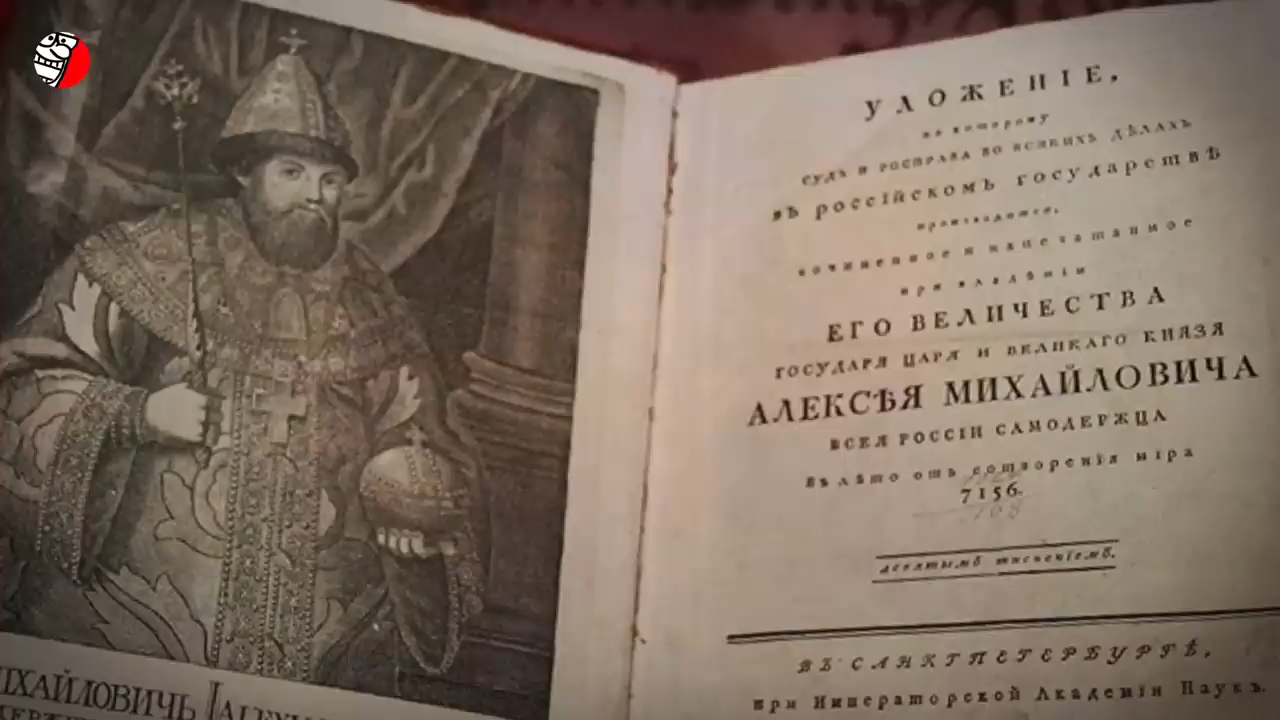 ИХАЙЛОВИЧЬ
УЛОЖЕНІЕ,
по которому
судъ и росправа во всякихъ дѣлахъ
въ россійскомъ государствѣ
производится,
сочиненное и напечатанное
при владѣніи
ЕГО ВЕЛИЧЕСТВА
ГОСУДАРЯ ЦАРЯ И ВЕЛИКАГО КНЯЗЯ
АЛЕКСѢЯ МИХАЙЛОВИЧА
ВСЕЯ РОССІИ САМОДЕРЖЦА
Въ лѣто отъ сотворенія міра
7156.
десятымъ тисненіемъ.
ВЪ САНКТПЕТЕРБУРГѢ,
при Императорской Академіи Наукъ.